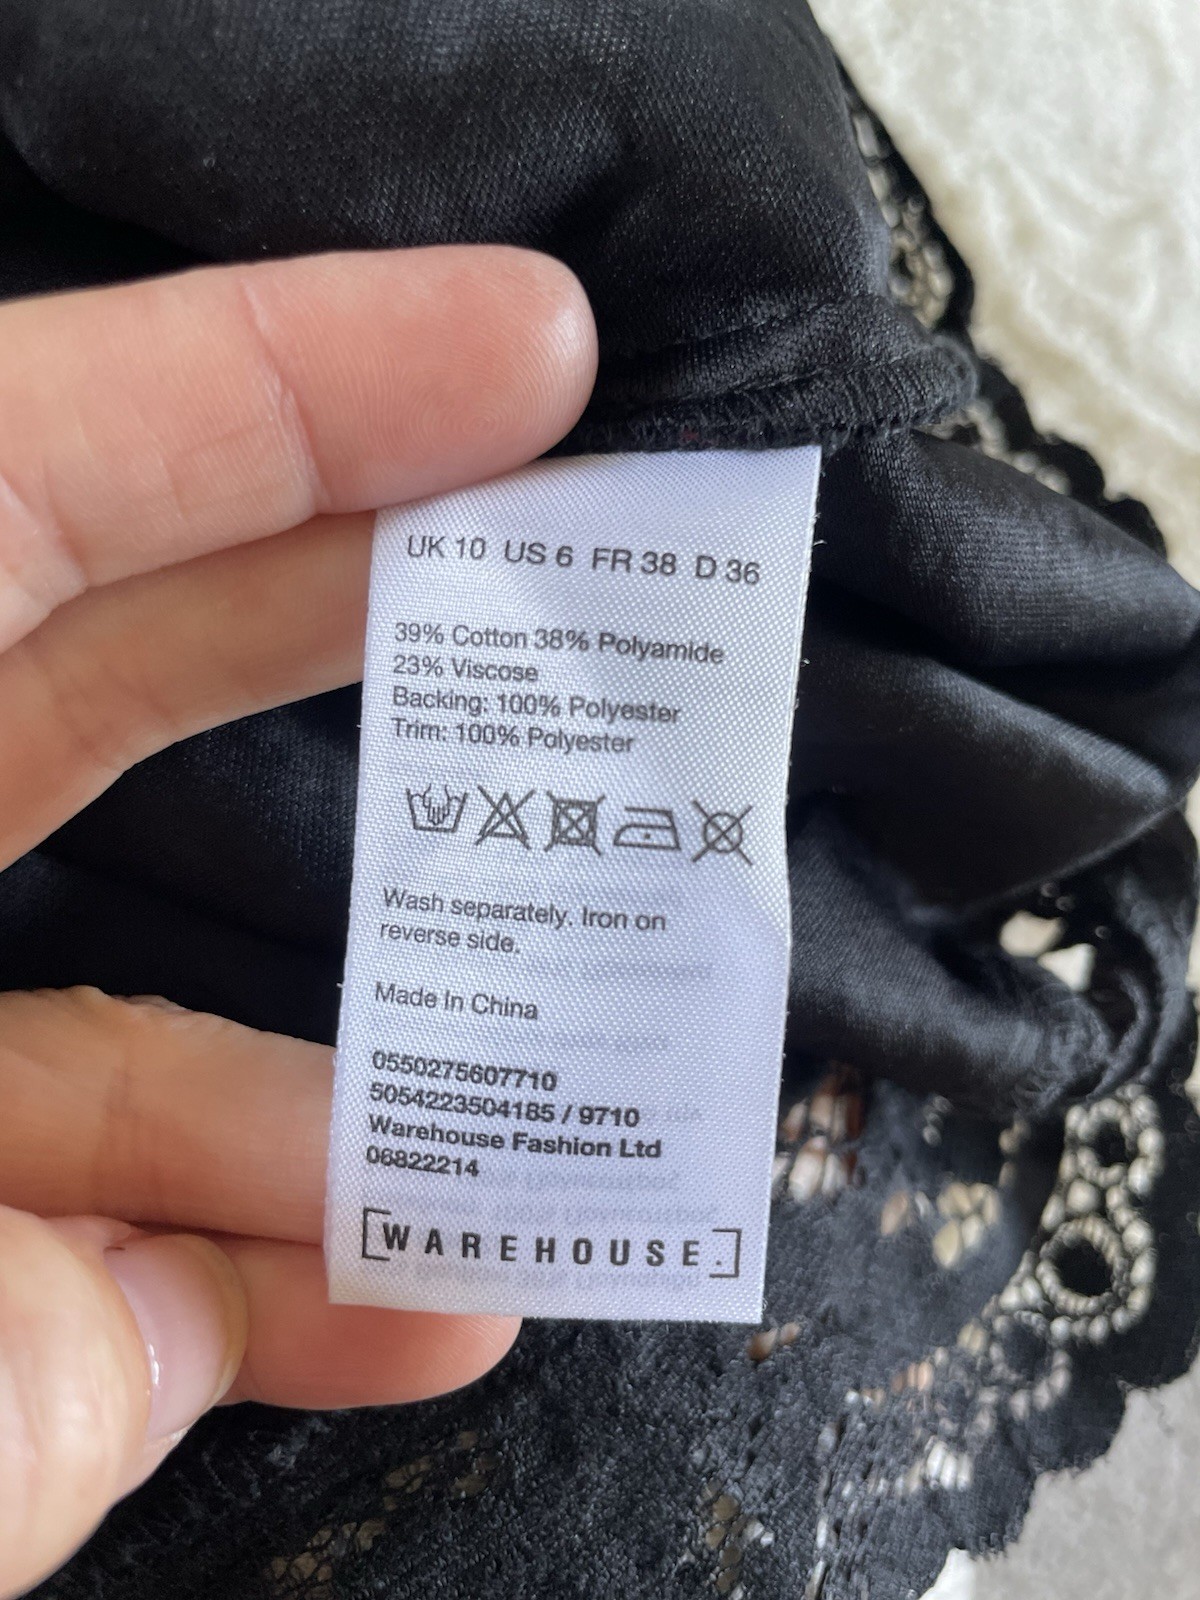 UK 10 US 6 FR 38 D 36
39% Cotton 38% Polyamide
23% Viscose
Backing: 100% Polyester
Trim: 100% Polyester
Wash separately. Iron on
reverse side.
Made In China
0550275607710
5054223504185 / 9710
Warehouse Fashion Ltd
06822214
[WAREHOUSE.]